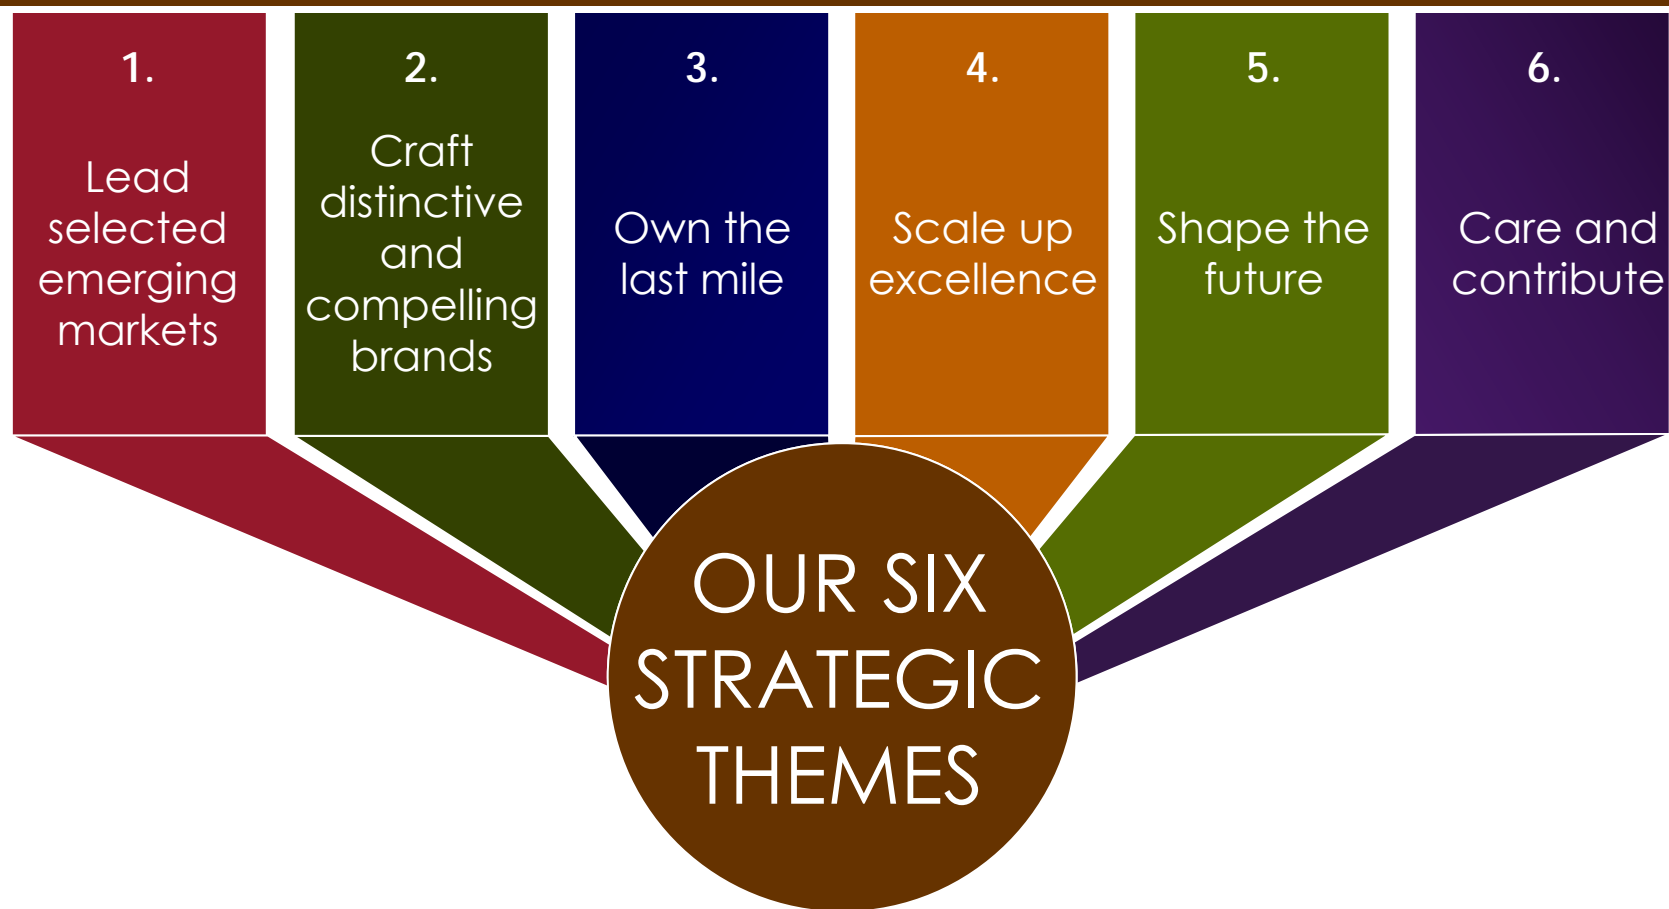 1.
Lead
selected
emerging
markets
2.
Craft
distinctive
and
compelling
brands
3.
Own the
last mile
4.
Scale up
excellence
5.
Shape the
future
6.
Care and
contribute
OUR SIX
STRATEGIC
THEMES